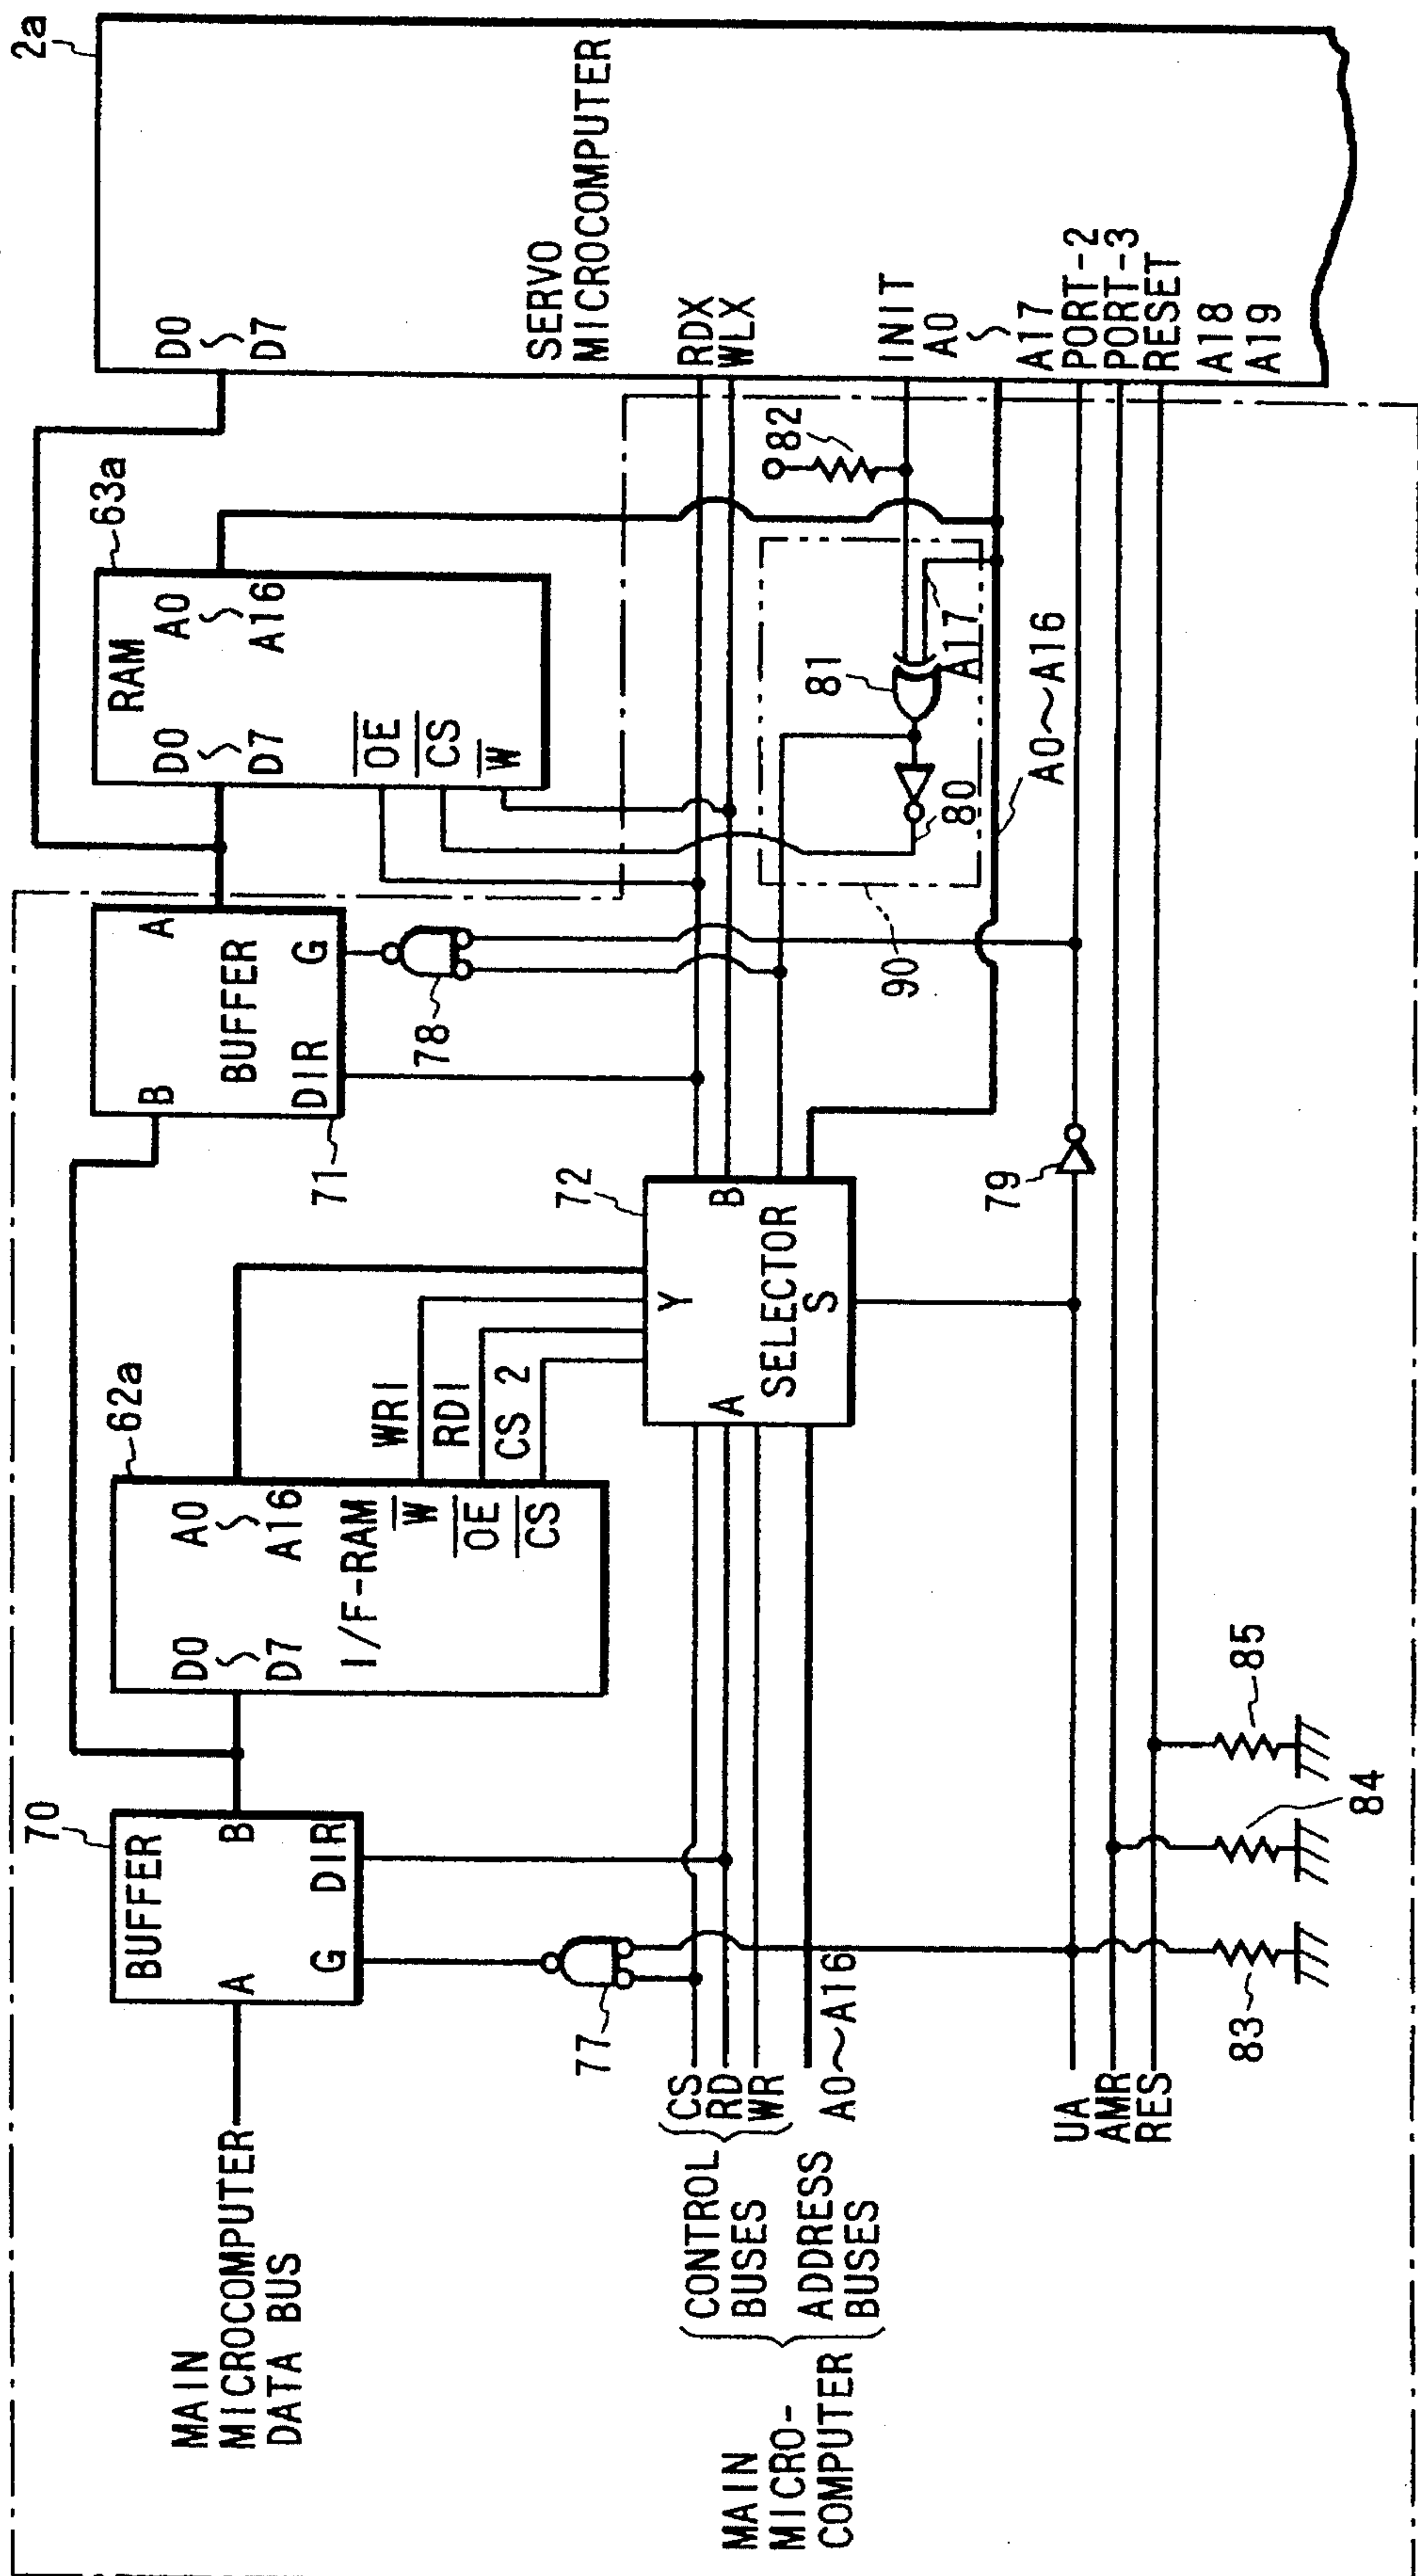 2a
SERVO
MICROCOMPUTER
D0
D7
RDX
WLX
INIT
A0
A17
PORT-2
PORT-3
RESET
A18
A19
63a
RAM
A0
A16
D0
D7
OE
CS
W
82
81
A17
80
90
A0~A16
A
BUFFER
B
G
DIR
71
78
72
B
Y
SELECTOR
A
S
79
62a
WRI
RDI
CS 2
A0
A16
D0
D7
I/F-RAM
W
OE
CS
70
BUFFER
B
A
DIR
G
77
85
84
83
MAIN
MICROCOMPUTER
DATA BUS
CS
RD
WR
A0~A16
CONTROL
BUSES
ADDRESS
BUSES
MAIN
MICRO-
COMPUTER
UA
AMR
RES